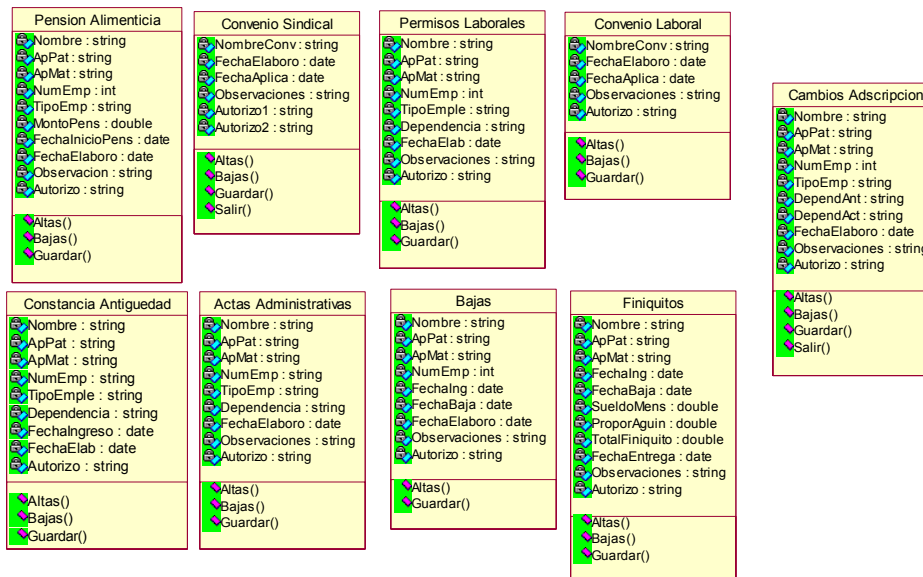 Pension Alimenticia
Nombre : string
ApPat : string
ApMat : string
NumEmp : int
TipoEmp : string
MontoPens : double
FechaInicioPens : date
FechaElaboro : date
Observacion : string
Autorizo : string
Altas()
Bajas()
Guardar()
Convenio Sindical
NombreConv : string
FechaElaboro : date
FechaAplica : date
Observaciones : string
Autorizo1 : string
Autorizo2 : string
Altas()
Bajas()
Guardar()
Salir()
Permisos Laborales
Nombre : string
ApPat : string
ApMat : string
NumEmp : int
TipoEmple : string
Dependencia : string
FechaElab : date
Observaciones : string
Autorizo : string
Altas()
Bajas()
Guardar()
Convenio Laboral
NombreConv : string
FechaElaboro : date
FechaAplica : date
Observaciones : string
Autorizo : string
Altas()
Bajas()
Guardar()
Cambios Adscripcion
Nombre : string
ApPat : string
ApMat : string
NumEmp : int
TipoEmp : string
DependAnt : string
DependAct : string
FechaElaboro : date
Observaciones : string
Autorizo : string
Altas()
Bajas()
Guardar()
Salir()
Constancia Antiguedad
Nombre : string
ApPat : string
ApMat : string
NumEmp : string
TipoEmple : string
Dependencia : string
FechaIngreso : date
FechaElab : date
Autorizo : string
Altas()
Bajas()
Guardar()
Actas Administrativas
Nombre : string
ApPat : string
ApMat : string
NumEmp : string
TipoEmp : string
Dependencia : string
FechaElaboro : date
Observaciones : string
Autorizo : string
Altas()
Bajas()
Guardar()
Bajas
Nombre : string
ApPat : string
ApMat : string
NumEmp : int
FechaIng : date
FechaBaja : date
FechaElaboro : date
Observaciones : string
Autorizo : string
Altas()
Bajas()
Guardar()
Finiquitos
Nombre : string
ApPat : string
ApMat : string
FechaIng : date
FechaBaja : date
SueldoMens : double
ProporAguin : double
TotalFiniquito : double
FechaEntrega : date
Observaciones : string
Autorizo : string
Altas()
Bajas()
Guardar()